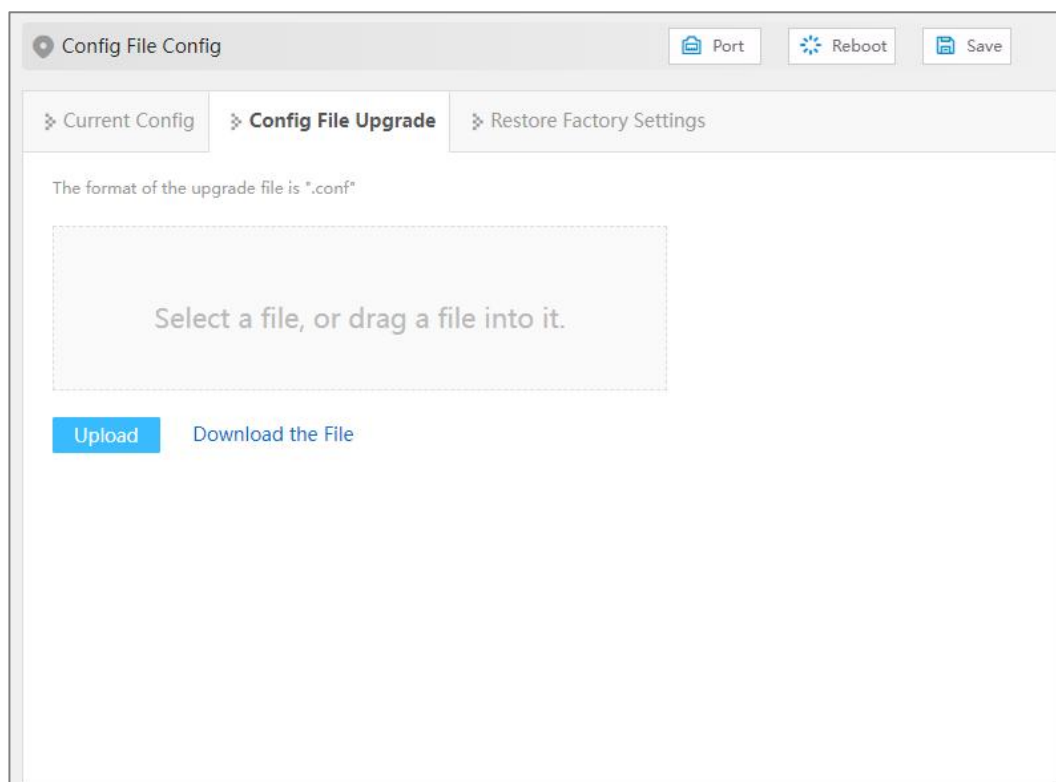 Config File Config
Port
Reboot
Save
Current Config
Config File Upgrade
Restore Factory Settings
The format of the upgrade file is ".conf"
Select a file, or drag a file into it.
Upload
Download the File